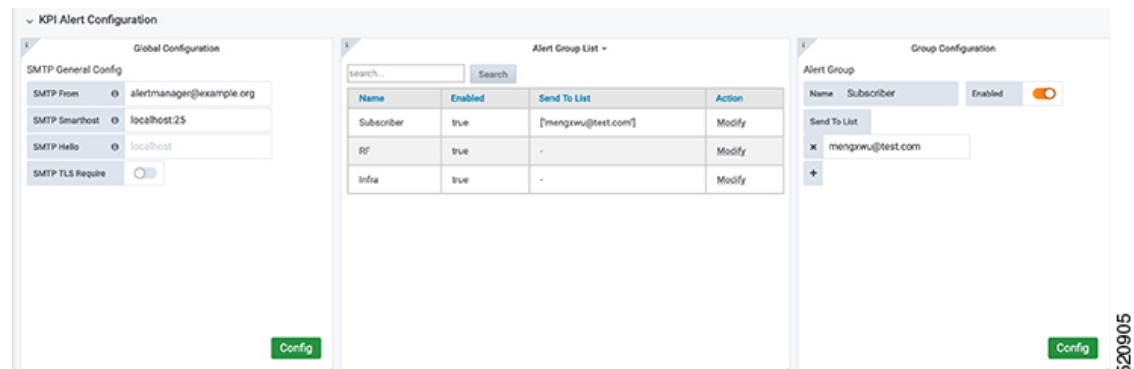 KPI Alert Configuration
Global Configuration
SMTP General Config
SMTP From alertmanager@example.org
SMTP Smarthost localhost:25
SMTP Hello localhost
SMTP TLS Require
Config
Alert Group List
search... Search
Name Enabled Send To List Action
Subscriber true ['mengxwu@test.com'] Modify
RF true - Modify
Infra true - Modify
Group Configuration
Alert Group
Name Subscriber Enabled
Send To List
x mengxwu@test.com
+
Config
520905